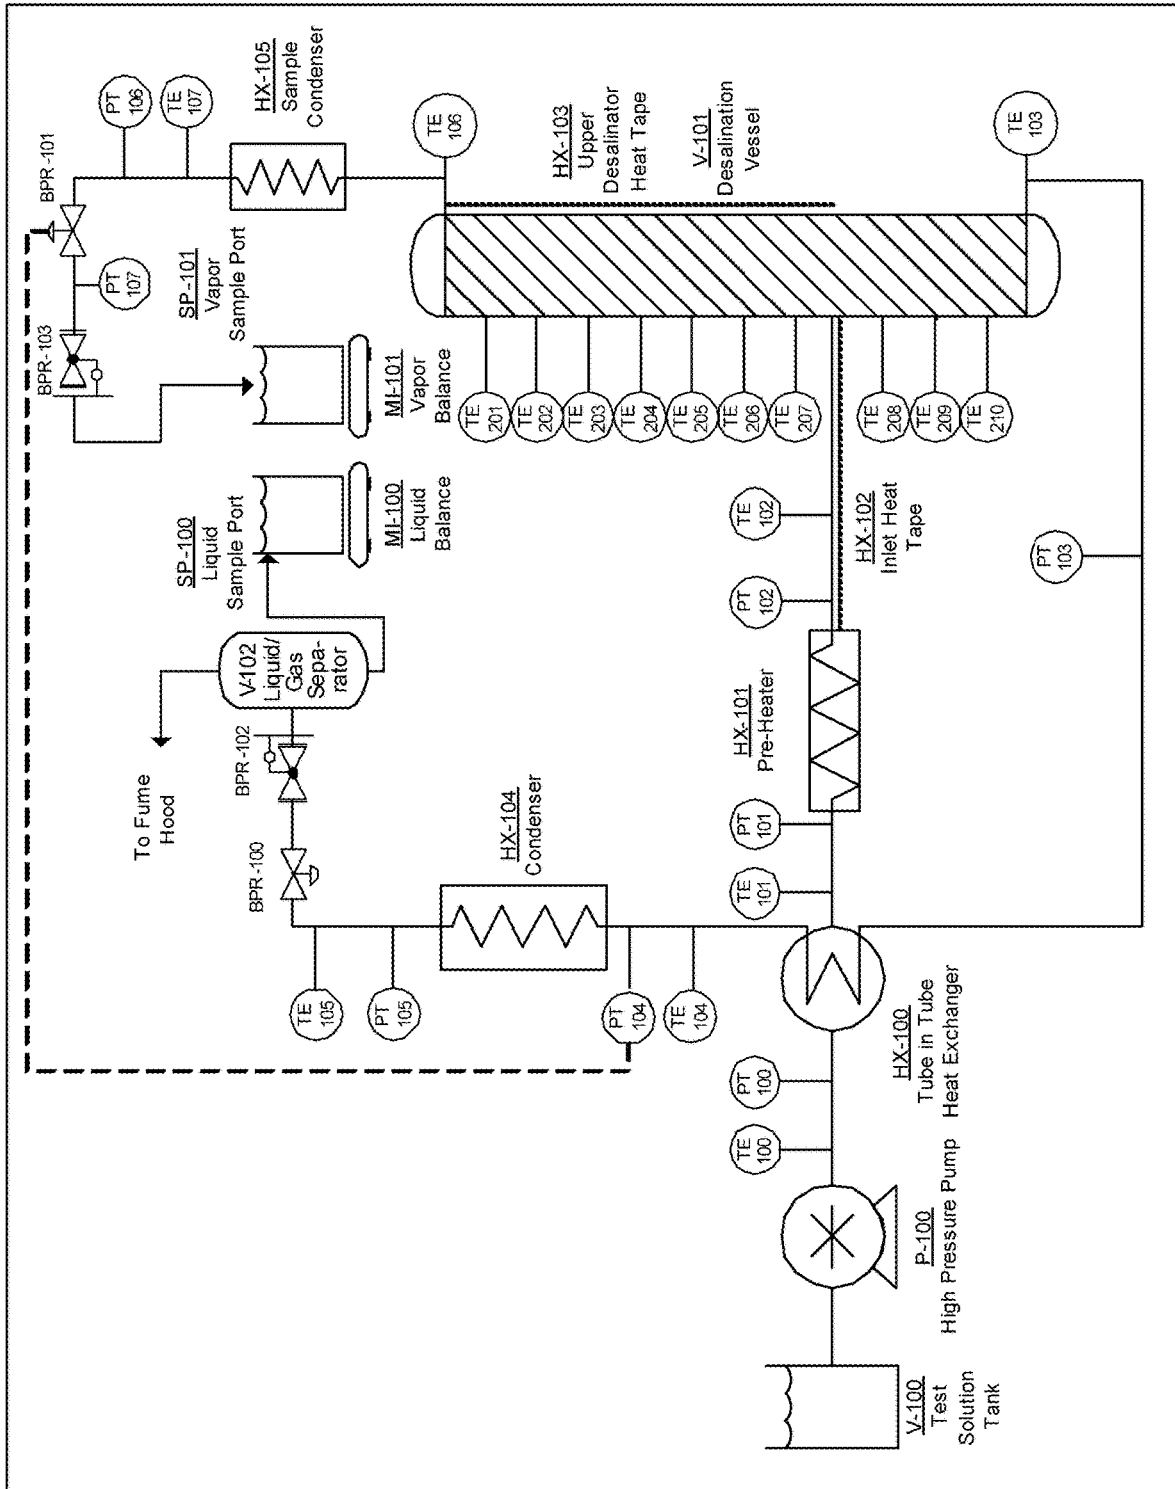 V-100
Test
Solution
Tank
P-100
High Pressure Pump
TE
100
PT
100
HX-100
Tube in Tube
Heat Exchanger
TE
101
PT
101
HX-101
Pre-Heater
PT
102
TE
102
HX-102
Inlet Heat
Tape
PT
103
TE
103
V-101
Desalination
Vessel
HX-103
Upper
Desalinator
Heat Tape
TE
201
TE
202
TE
203
TE
204
TE
205
TE
206
TE
207
TE
208
TE
209
TE
210
TE
106
HX-105
Sample
Condenser
TE
107
PT
106
BPR-101
PT
107
BPR-103
SP-101
Vapor
Sample Port
MI-101
Vapor
Balance
SP-100
Liquid
Sample Port
MI-100
Liquid
Balance
V-102
Liquid/
Gas
Sepa-
rator
To Fume
Hood
BPR-102
BPR-100
TE
105
PT
105
HX-104
Condenser
PT
104
TE
104